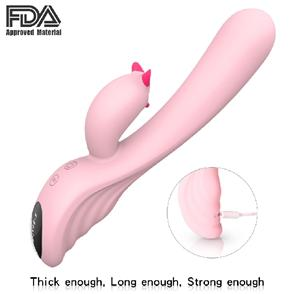 FDA
Approved Material
Thick enough, Long enough, Strong enough